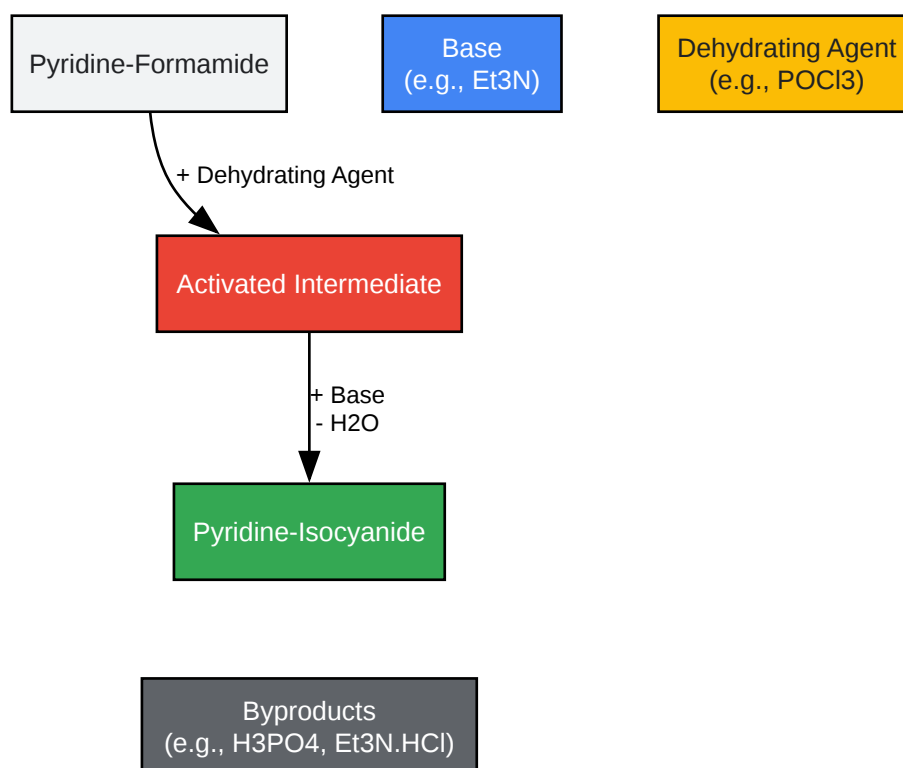 Pyridine-Formamide
Base
(e.g., Et3N)
Dehydrating Agent
(e.g., POCl3)
+ Dehydrating Agent
Activated Intermediate
+ Base
- H2O
Pyridine-Isocyanide
Byproducts
(e.g., H3PO4, Et3N.HCl)